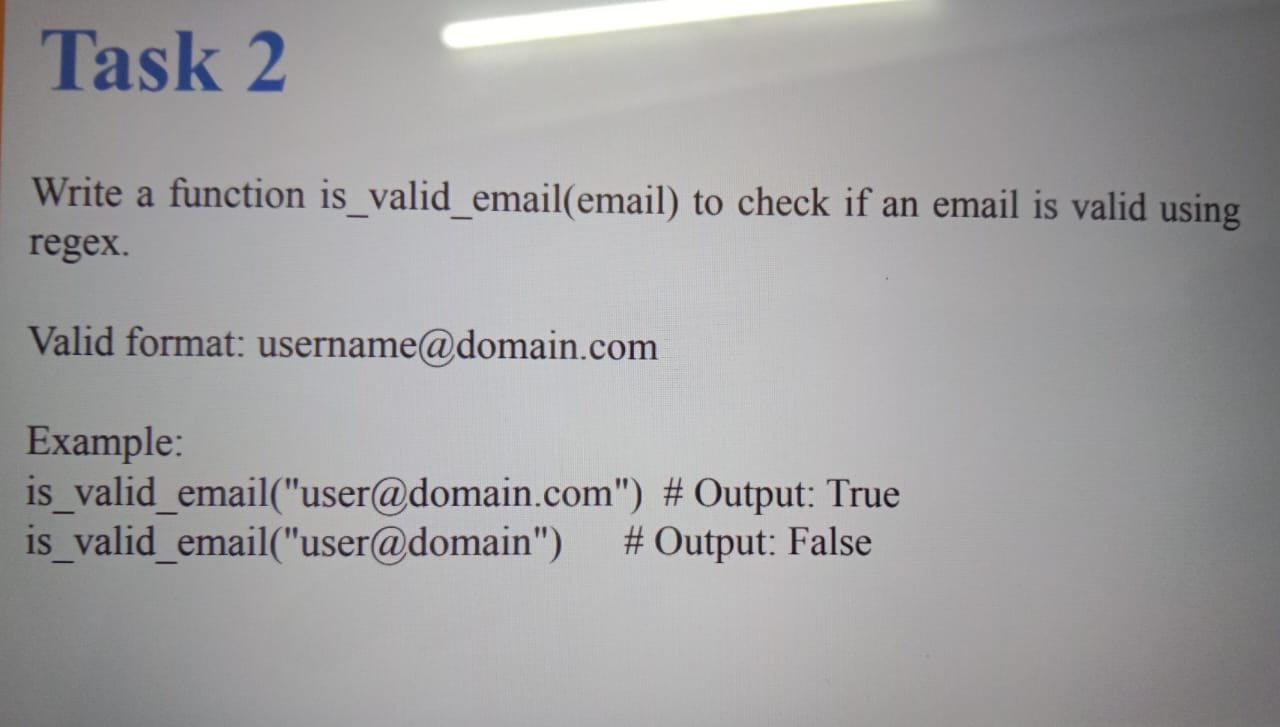 Task 2
Write a function is_valid_email(email) to check if an email is valid using
regex.
Valid format: username@domain.com
Example:
is_valid_email("user@domain.com") # Output: True
is_valid_email("user@domain") # Output: False